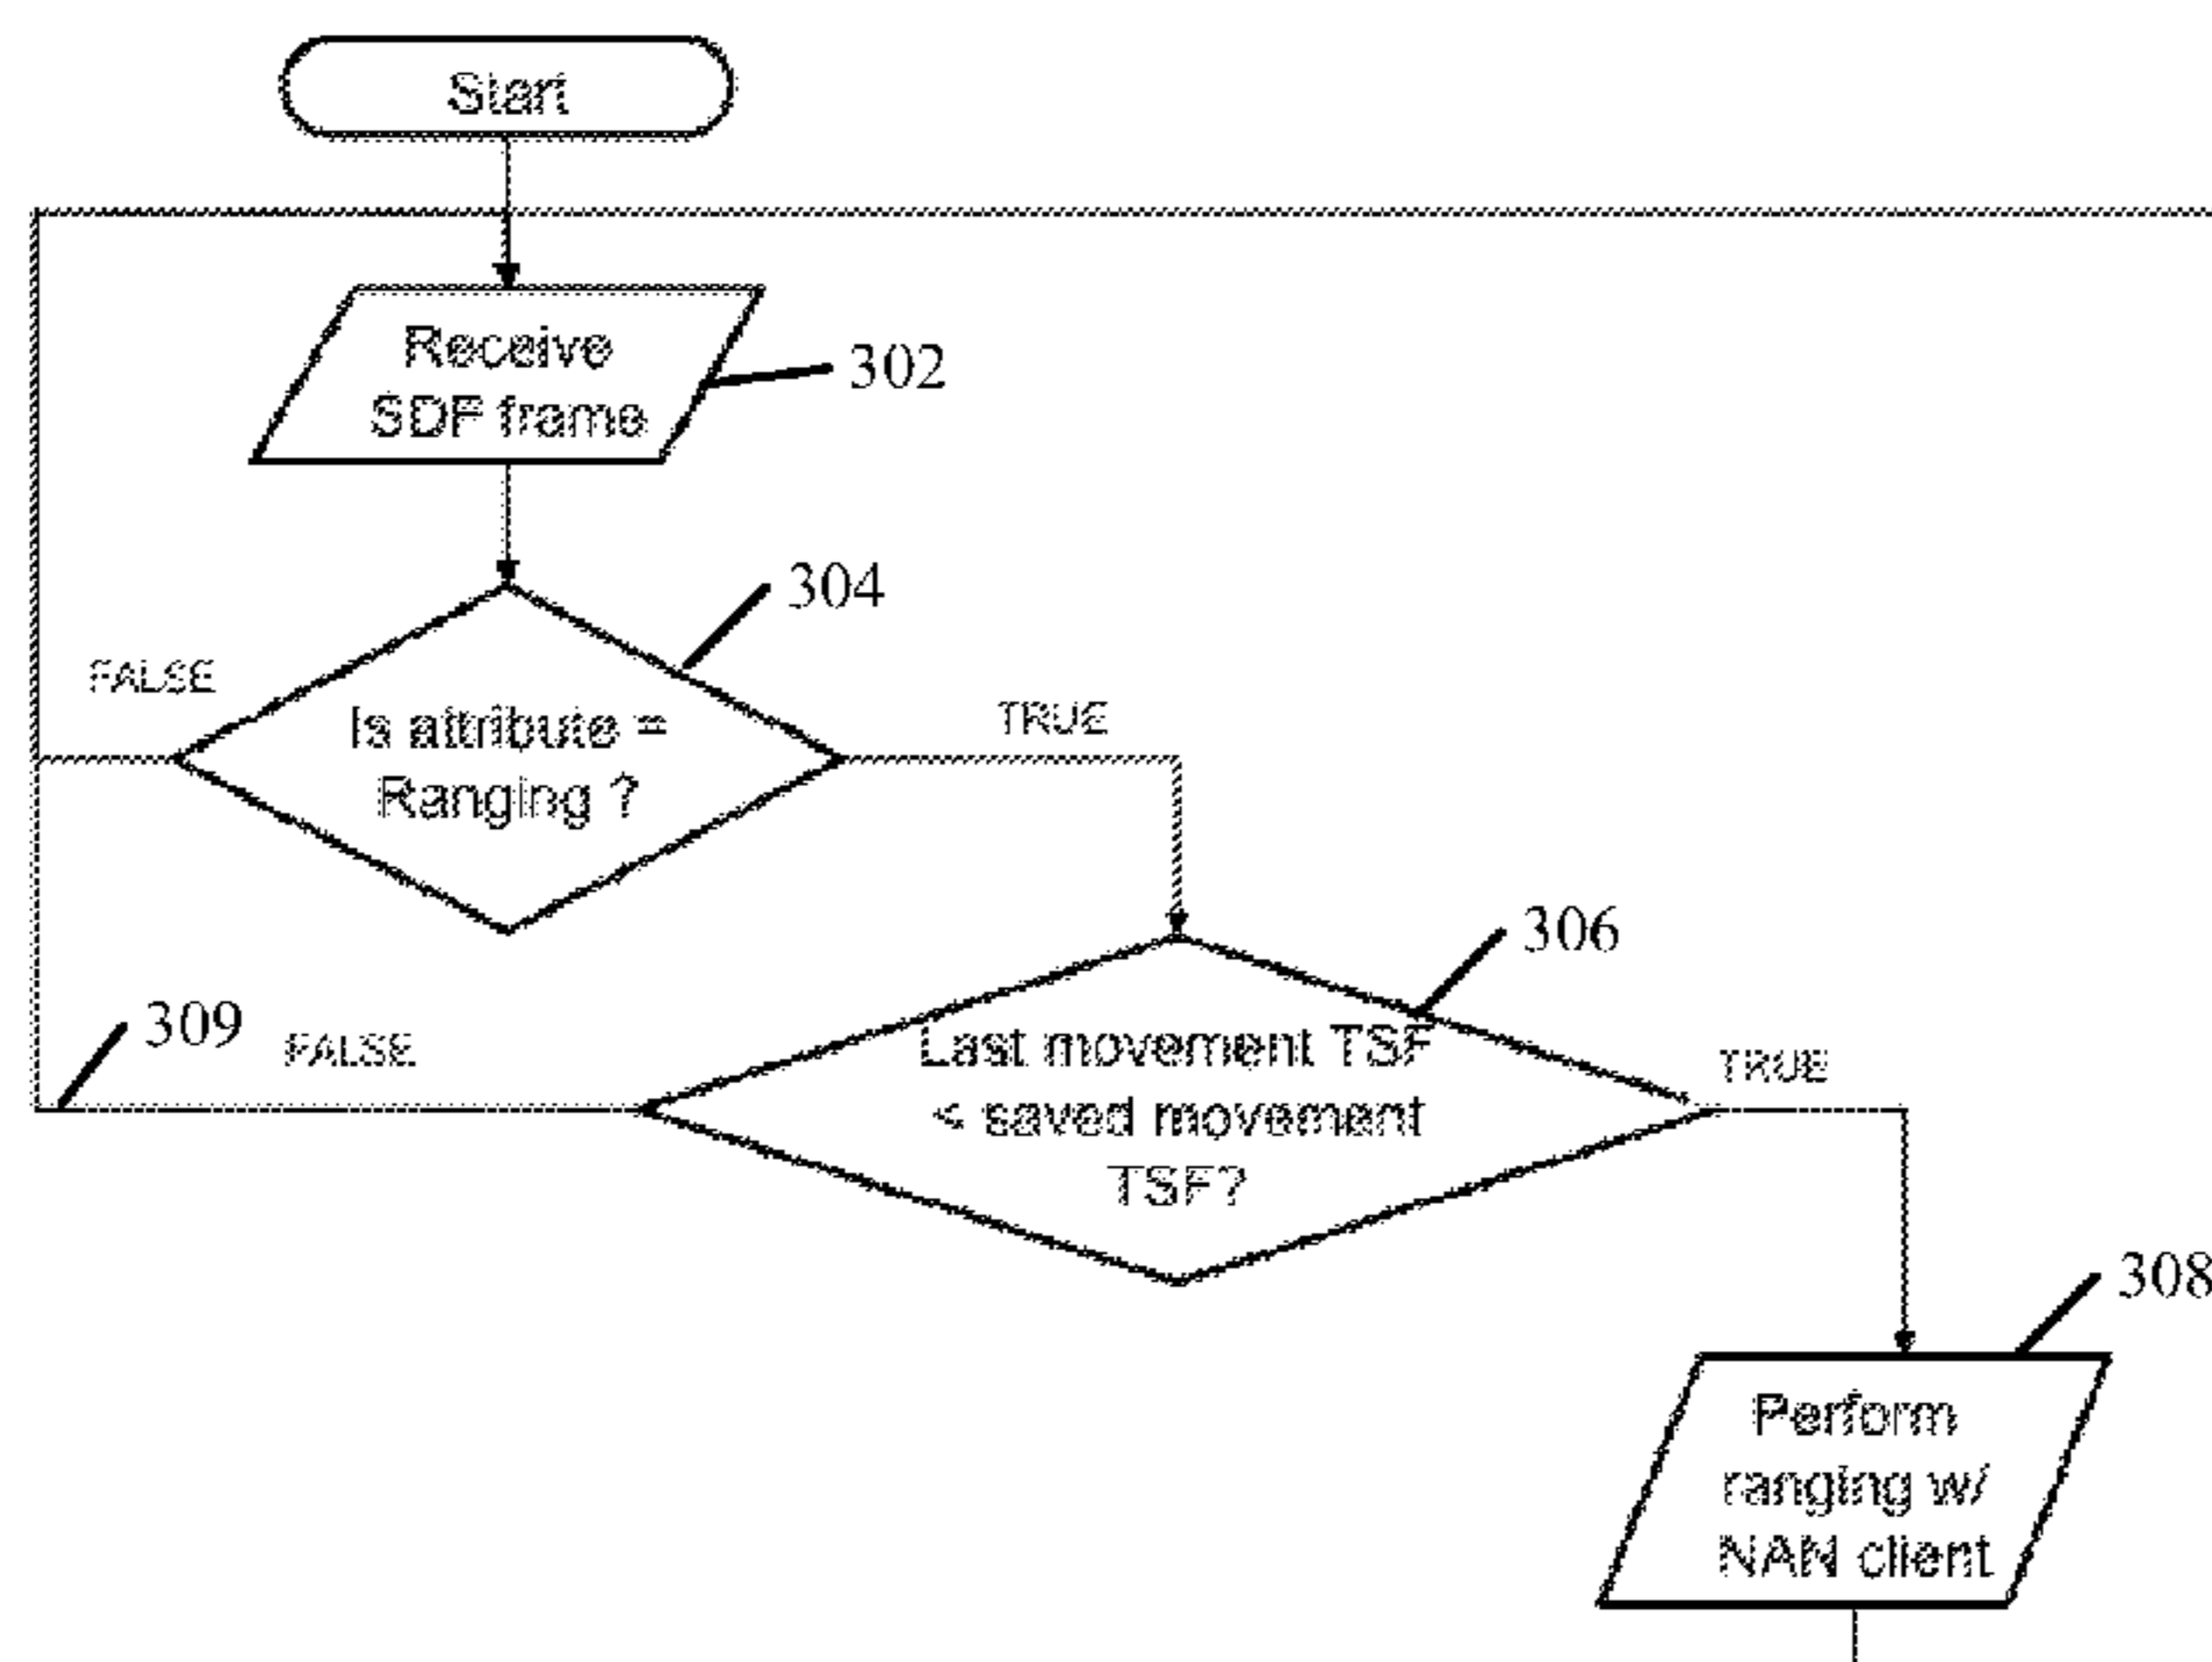 Start
Receive
SDF frame
302
304
FALSE
Is attribute =
Ranging ?
TRUE
306
309
FALSE
Last movement TSF
< saved movement
TSF?
TRUE
308
Perform
ranging w/
NAN client